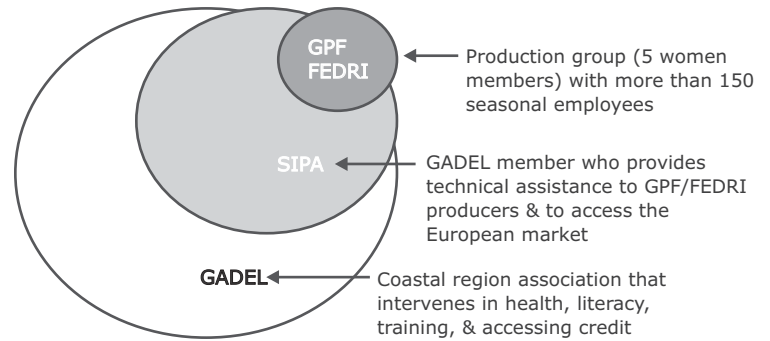 GPF
FEDRI
Production group (5 women
members) with more than 150
seasonal employees
SIPA
GADEL member who provides
technical assistance to GPF/FEDRI
producers & to access the
European market
GADEL
Coastal region association that
intervenes in health, literacy,
training, & accessing credit